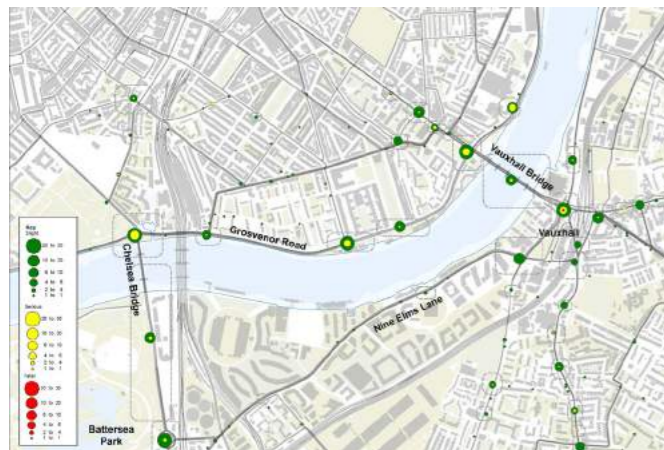 Vauxhall Bridge
Grosvenor Road
Vauxhall
Chelsea Bridge
Nine Elms Lane
Battersea
Park
Key
Slight
20 to 30
10 to 20
6 to 10
4 to 6
2 to 4
1 to 1
Serious
20 to 30
10 to 20
6 to 10
4 to 6
2 to 4
1 to 1
Fatal
10 to 20
6 to 10
4 to 6
2 to 4
1 to 1